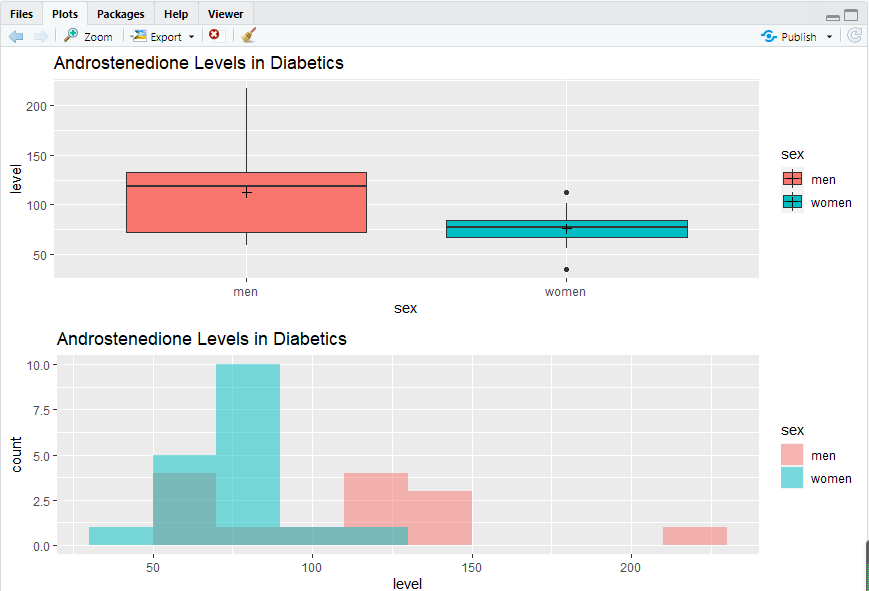 Files Plots Packages Help Viewer
Zoom Export Publish
Androstenedione Levels in Diabetics
200
150
100
50
level
men women
sex
sex
men
women
Androstenedione Levels in Diabetics
10.0
7.5
5.0
2.5
0.0
count
50 100 150 200
level
sex
men
women